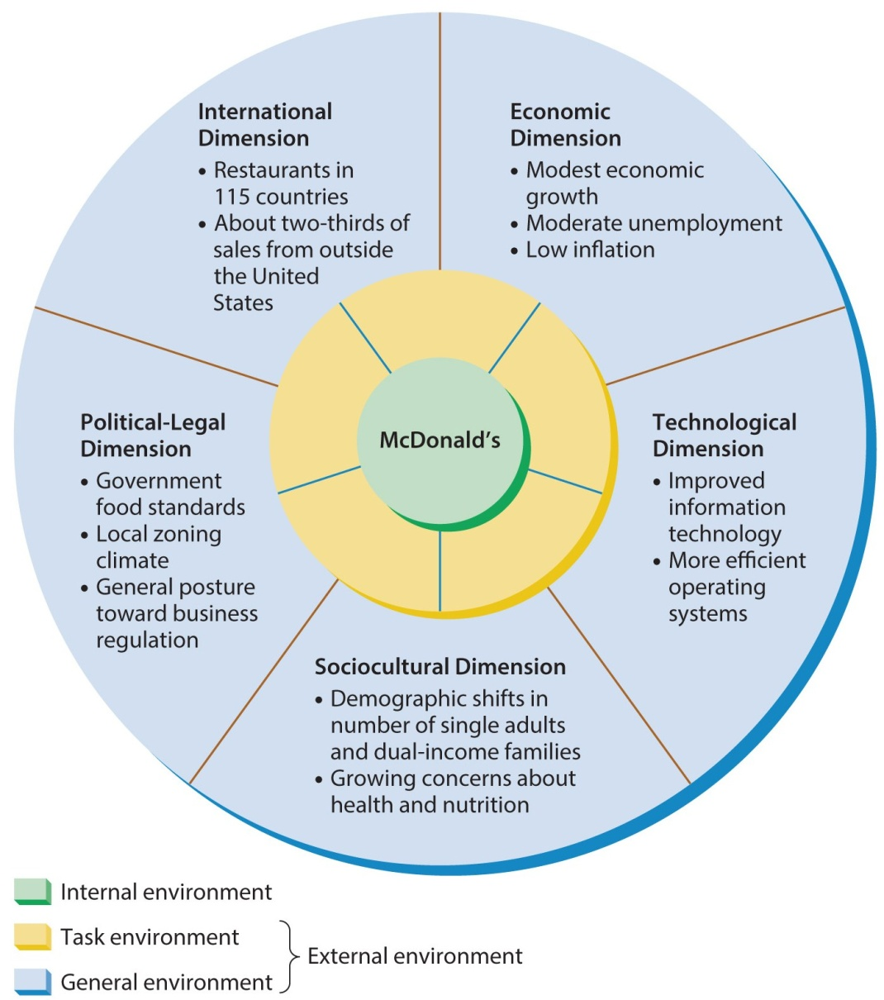 International
Dimension
• Restaurants in
115 countries
• About two-thirds of
sales from outside
the United
States
Economic
Dimension
• Modest economic
growth
• Moderate unemployment
• Low inflation
Political-Legal
Dimension
• Government
food standards
• Local zoning
climate
• General posture
toward business
regulation
McDonald’s
Technological
Dimension
• Improved
information
technology
• More efficient
operating
systems
Sociocultural Dimension
• Demographic shifts in
number of single adults
and dual-income families
• Growing concerns about
health and nutrition
Internal environment
Task environment
General environment
External environment